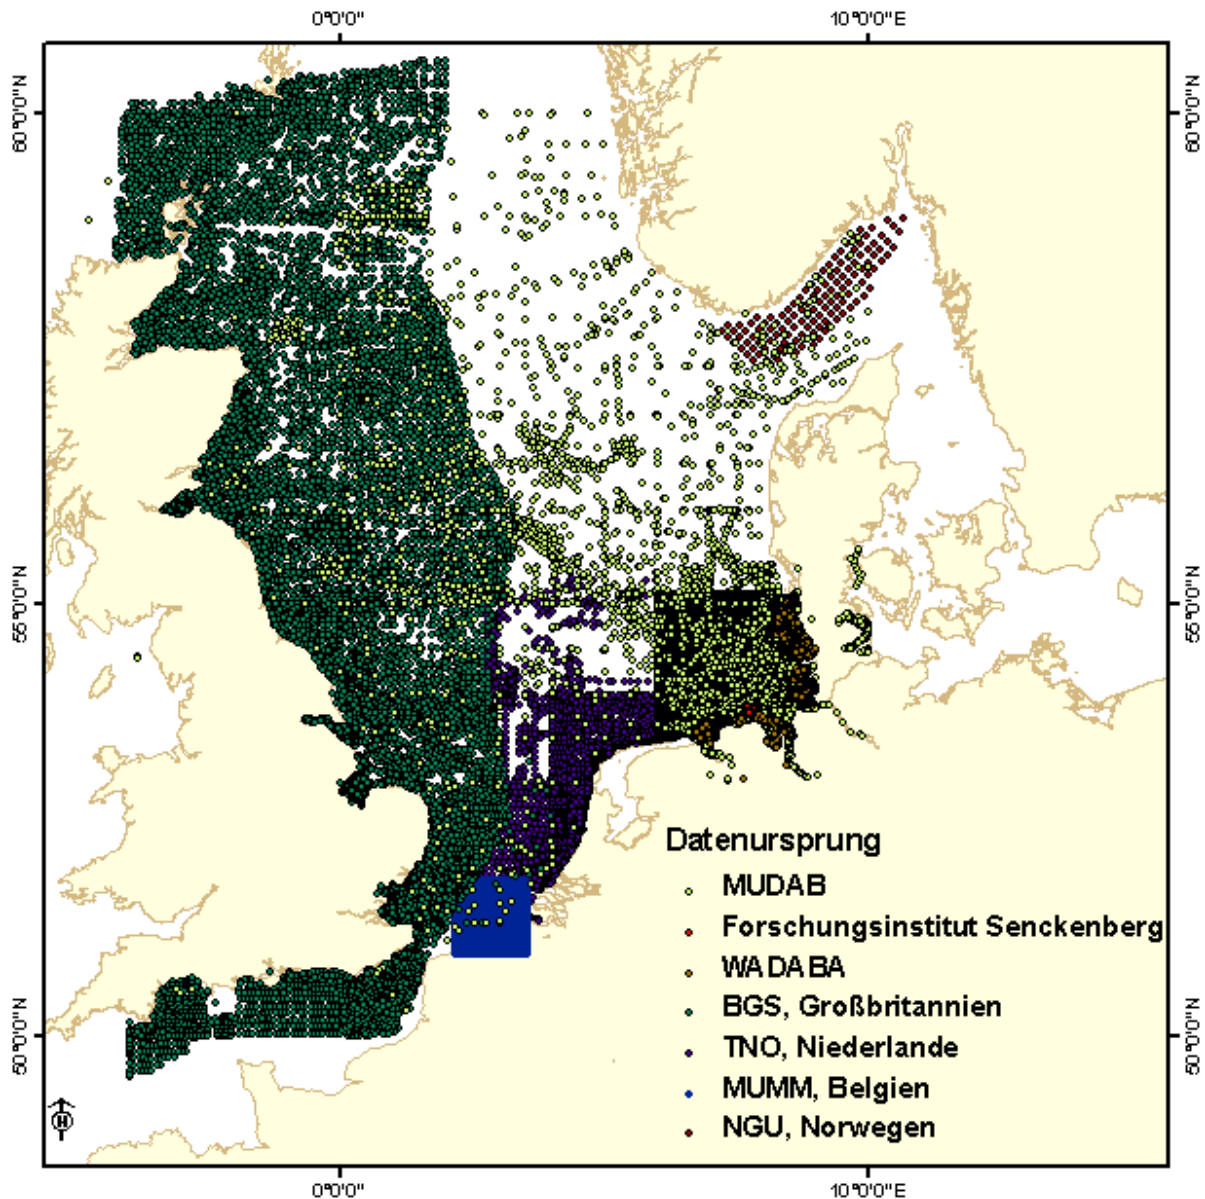 0°0'0"
10°0'0"E
60°0'0"N
60°0'0"N
55°0'0"N
55°0'0"N
Datenursprung
MUDAB
Forschungsinstitut Senckenberg
WADABA
BGS, Großbritannien
TNO, Niederlande
MUMM, Belgien
NGU, Norwegen
50°0'0"N
50°0'0"N
N
0°0'0"
10°0'0"E